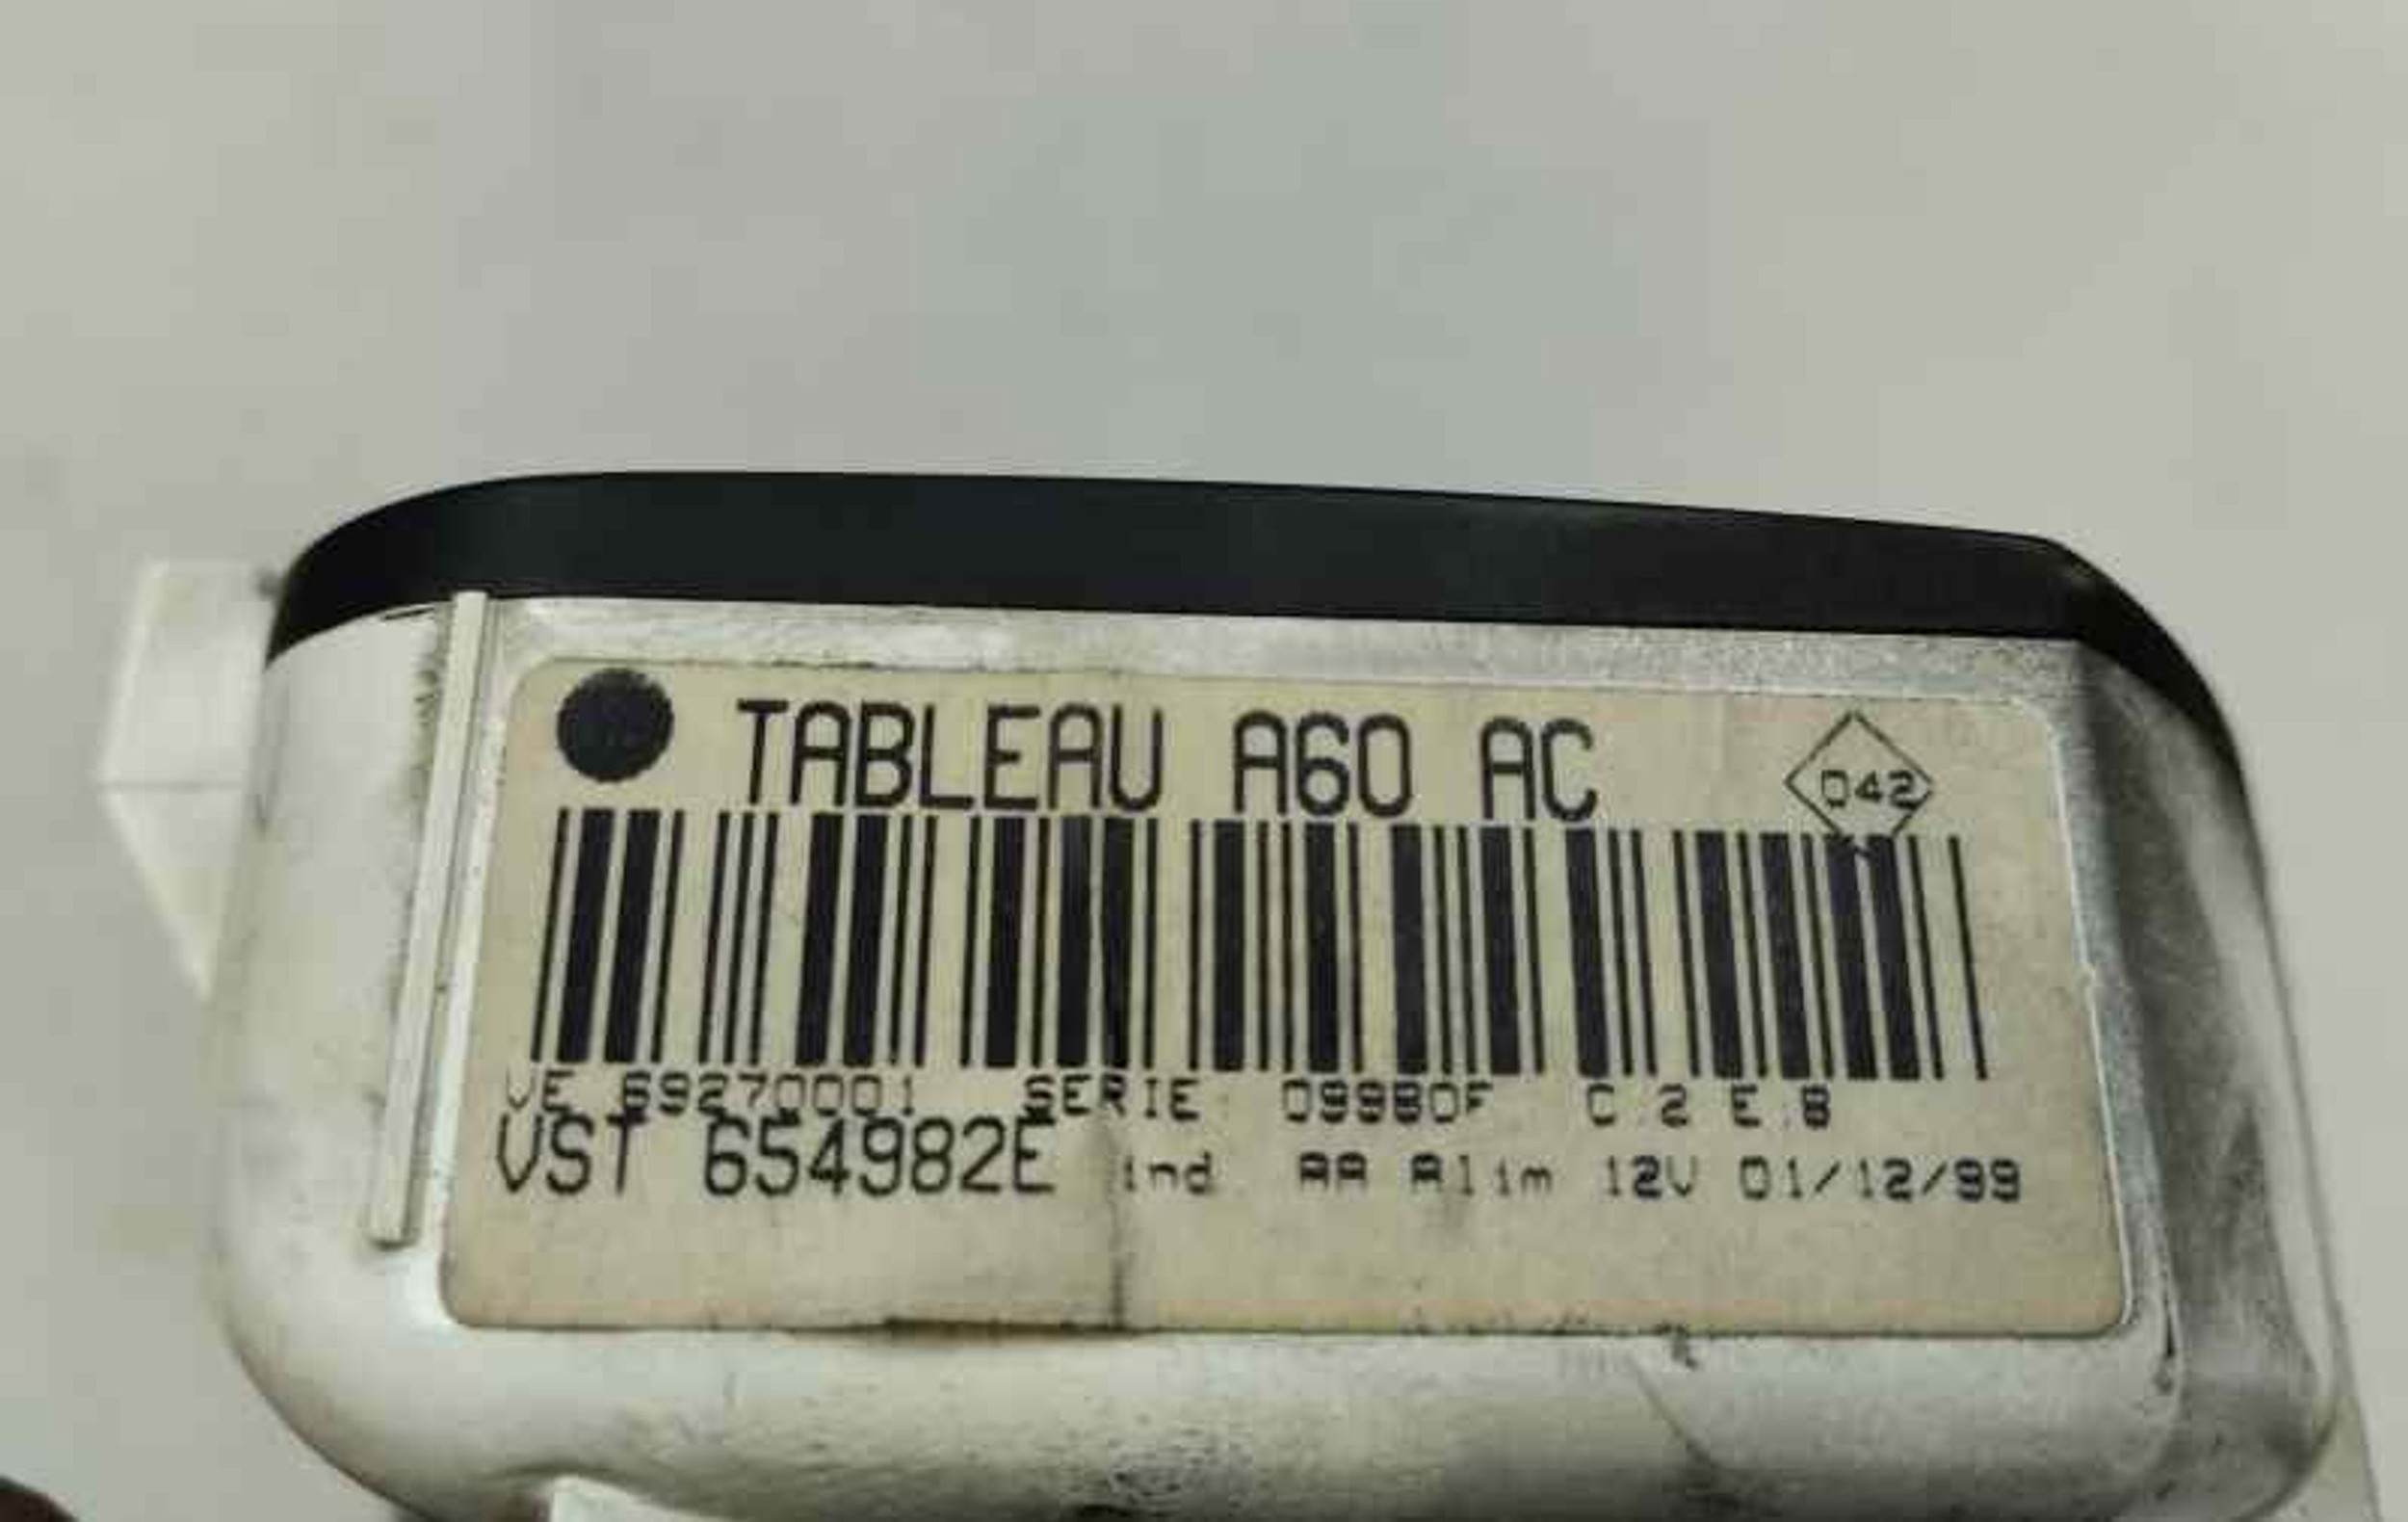 TABLEAU A60 AC
042
VE 69270001 SERIE: 09980F C.2 E.8
VST 654982E ind. AA Alim 12V 01/12/99